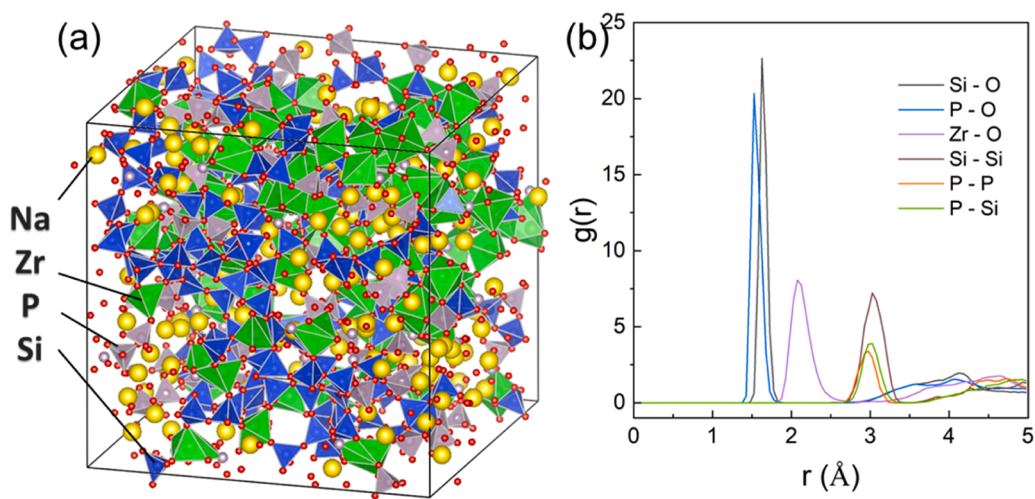 (a)
Na
Zr
P
Si
(b)
25
20
15
10
5
0
g(r)
Si - O
P - O
Zr - O
Si - Si
P - P
P - Si
0 1 2 3 4 5
r (Å)